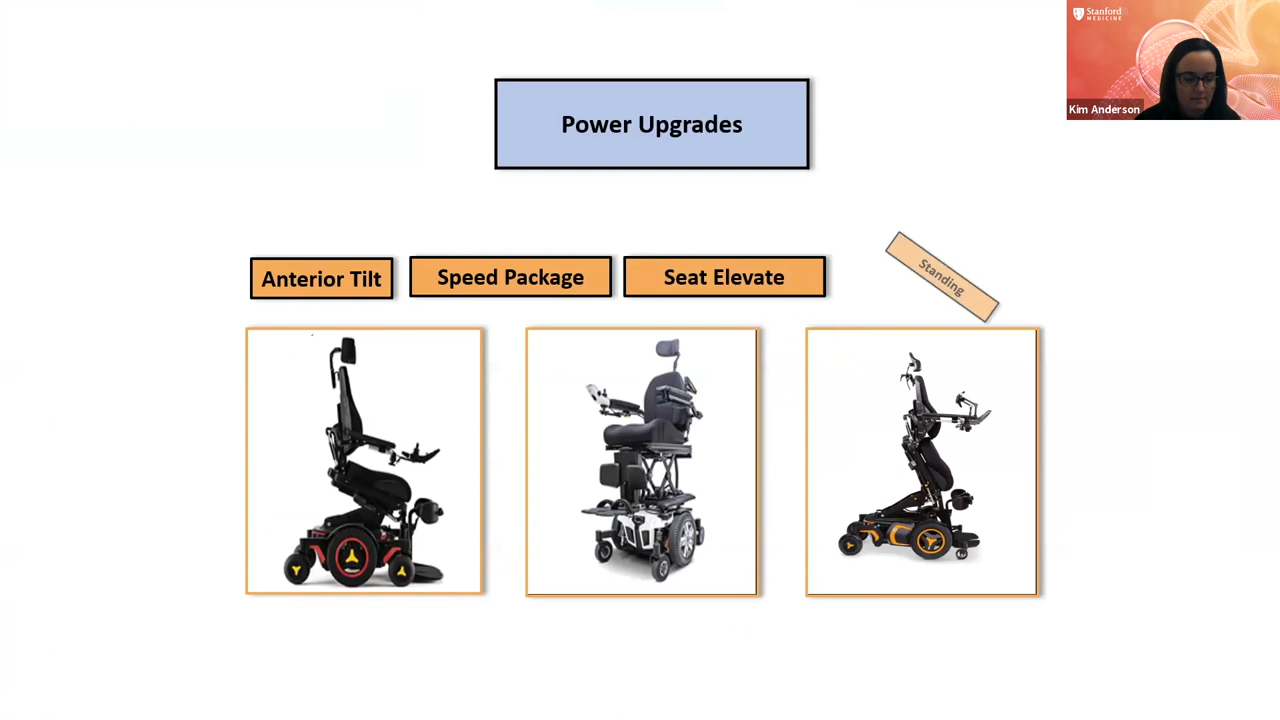 Stanford
MEDICINE
Kim Anderson
Power Upgrades
Anterior Tilt
Speed Package
Seat Elevate
Standing